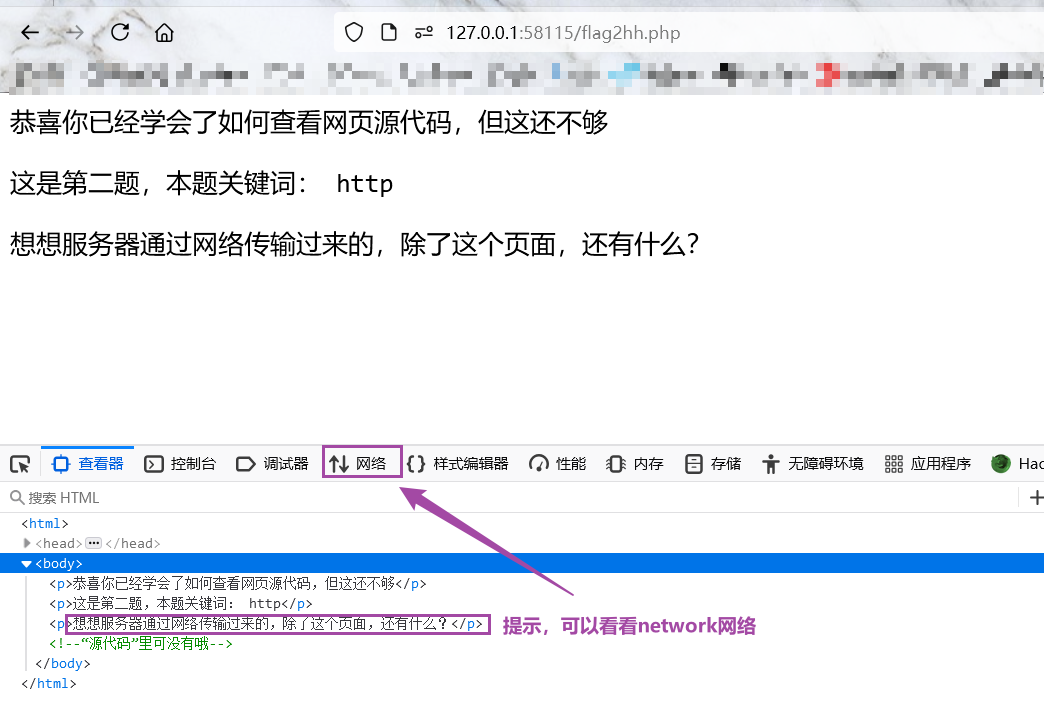 127.0.0.1:58115/flag2hh.php
恭喜你已经学会了如何查看网页源代码，但这还不够
这是第二题，本题关键词： http
想想服务器通过网络传输过来的，除了这个页面，还有什么？
查看器 控制台 调试器 网络 样式编辑器 性能 内存 存储 无障碍环境 应用程序 Hac
搜索 HTML
<html>
<head>···</head>
<body>
<p>恭喜你已经学会了如何查看网页源代码，但这还不够</p>
<p>这是第二题，本题关键词： http</p>
<p>想想服务器通过网络传输过来的，除了这个页面，还有什么？</p> 提示，可以看看network网络
<!--“源代码”里可没有哦-->
</body>
</html>